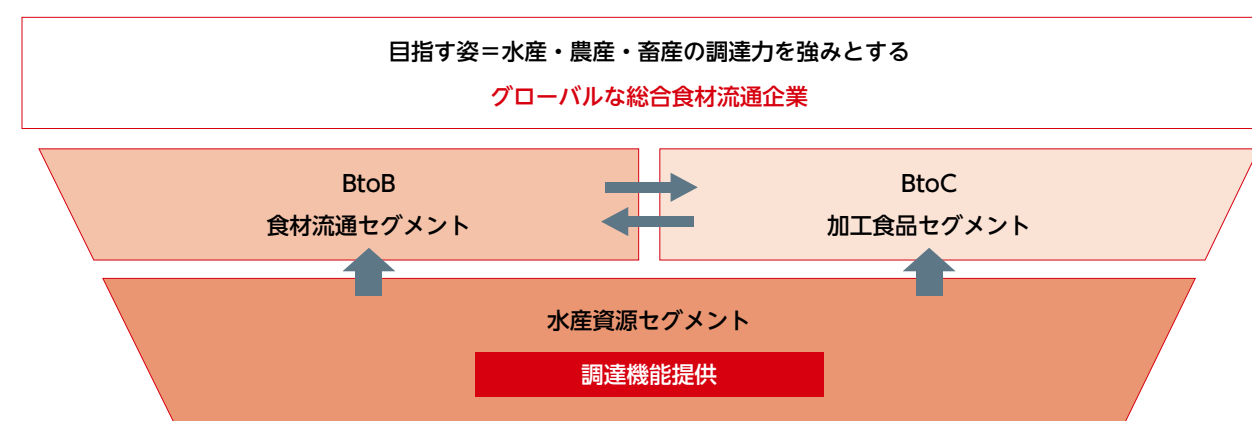 目指す姿＝水産・農産・畜産の調達力を強みとする
グローバルな総合食材流通企業
BtoB
食材流通セグメント
BtoC
加工食品セグメント
水産資源セグメント
調達機能提供